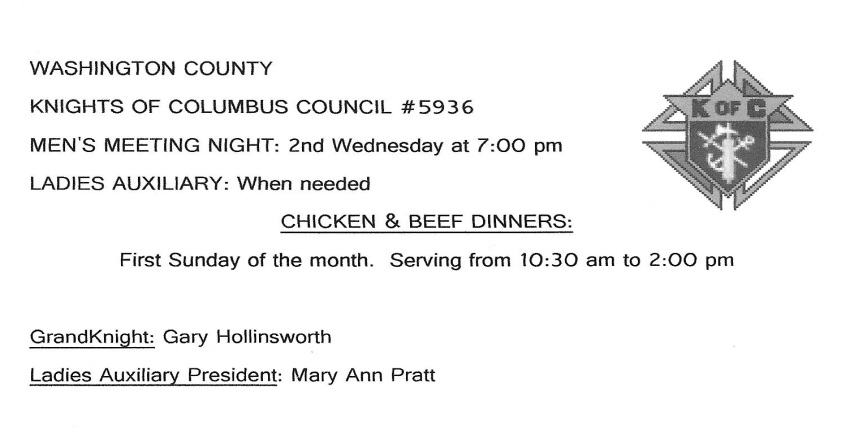 WASHINGTON COUNTY
KNIGHTS OF COLUMBUS COUNCIL #5936
MEN'S MEETING NIGHT: 2nd Wednesday at 7:00 pm
LADIES AUXILIARY: When needed
K OF C
CHICKEN & BEEF DINNERS:
First Sunday of the month. Serving from 10:30 am to 2:00 pm
GrandKnight: Gary Hollinsworth
Ladies Auxiliary President: Mary Ann Pratt